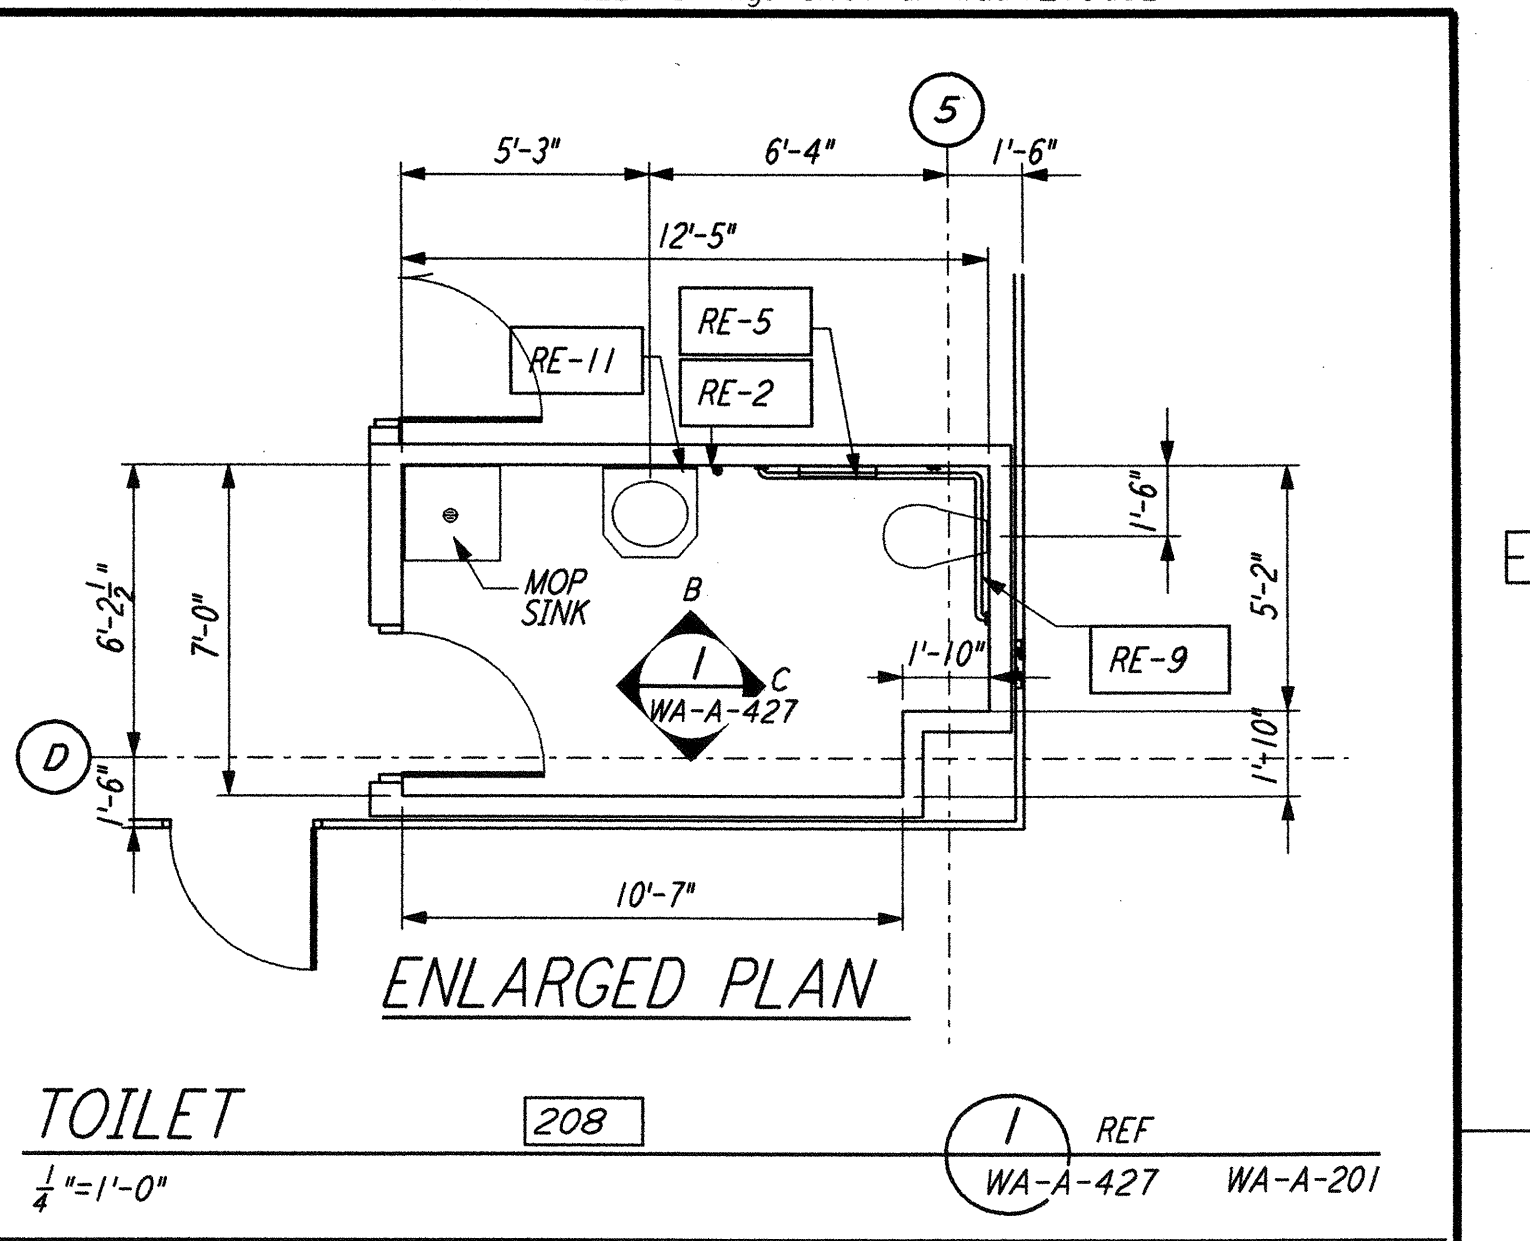 5
5'-3"
6'-4"
1'-6"
12'-5"
RE-5
RE-11
RE-2
1'-6"
MOP
SINK
6'-2 1/2"
7'-0"
5'-2"
B
1
C
WA-A-427
1'-10"
RE-9
D
1'-6"
1'-10"
10'-7"
ENLARGED PLAN
TOILET
208
1
REF
1/4"=1'-0"
WA-A-427
WA-A-201